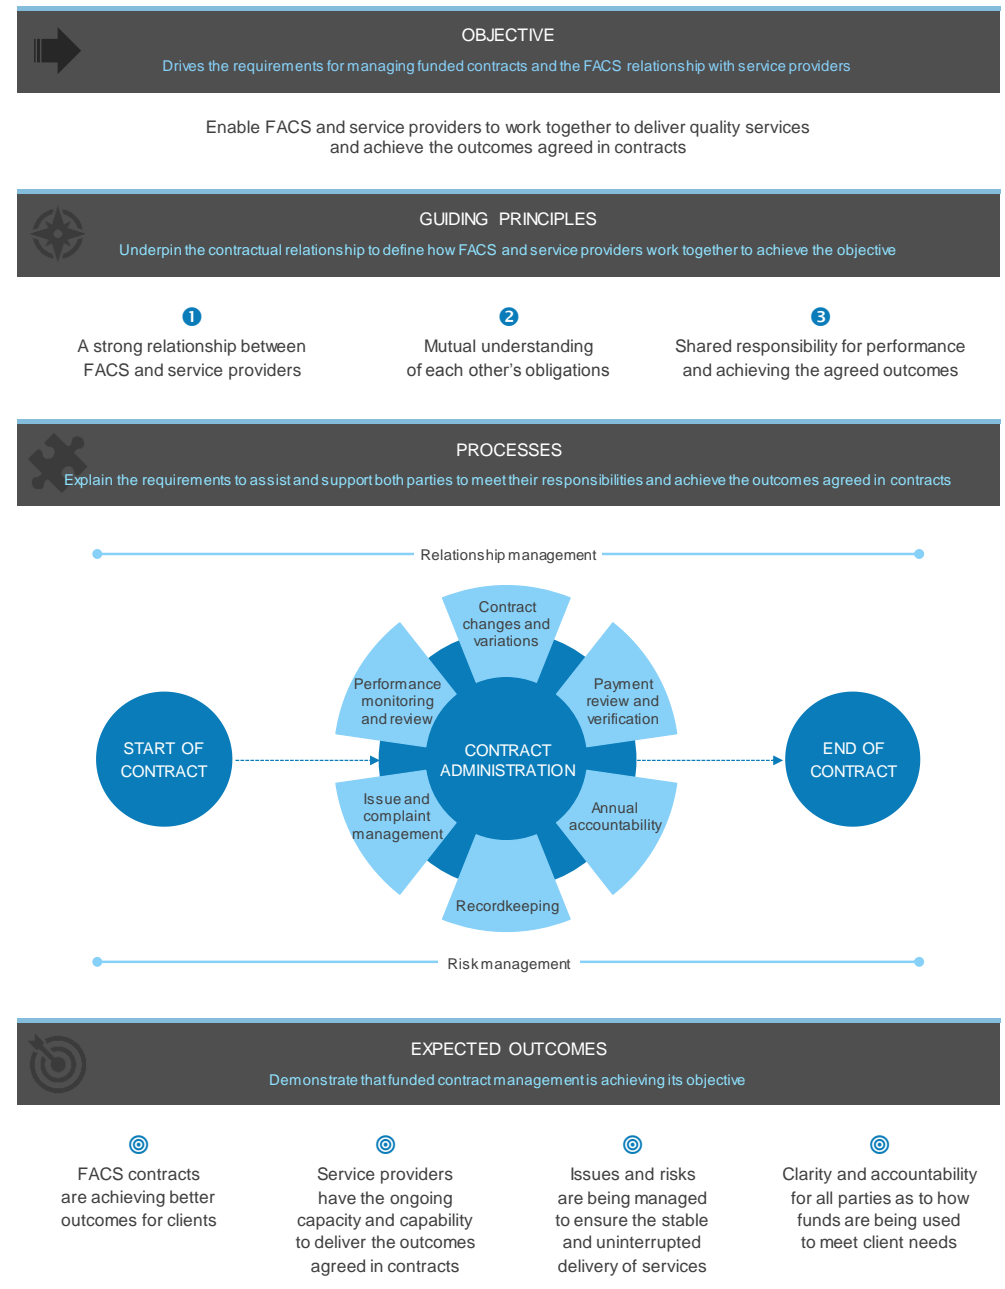 OBJECTIVE
Drives the requirements for managing funded contracts and the FACS relationship with service providers
Enable FACS and service providers to work together to deliver quality services
and achieve the outcomes agreed in contracts
GUIDING PRINCIPLES
Underpin the contractual relationship to define how FACS and service providers work together to achieve the objective
1
A strong relationship between
FACS and service providers
2
Mutual understanding
of each other's obligations
3
Shared responsibility for performance
and achieving the agreed outcomes
PROCESSES
Explain the requirements to assist and support both parties to meet their responsibilities and achieve the outcomes agreed in contracts
Relationship management
Contract
changes and
variations
Performance
monitoring
and review
Payment
review and
verification
START OF
CONTRACT
CONTRACT
ADMINISTRATION
END OF
CONTRACT
Issue and
complaint
management
Annual
accountability
Recordkeeping
Risk management
EXPECTED OUTCOMES
Demonstrate that funded contract management is achieving its objective
FACS contracts
are achieving better
outcomes for clients
Service providers
have the ongoing
capacity and capability
to deliver the outcomes
agreed in contracts
Issues and risks
are being managed
to ensure the stable
and uninterrupted
delivery of services
Clarity and accountability
for all parties as to how
funds are being used
to meet client needs